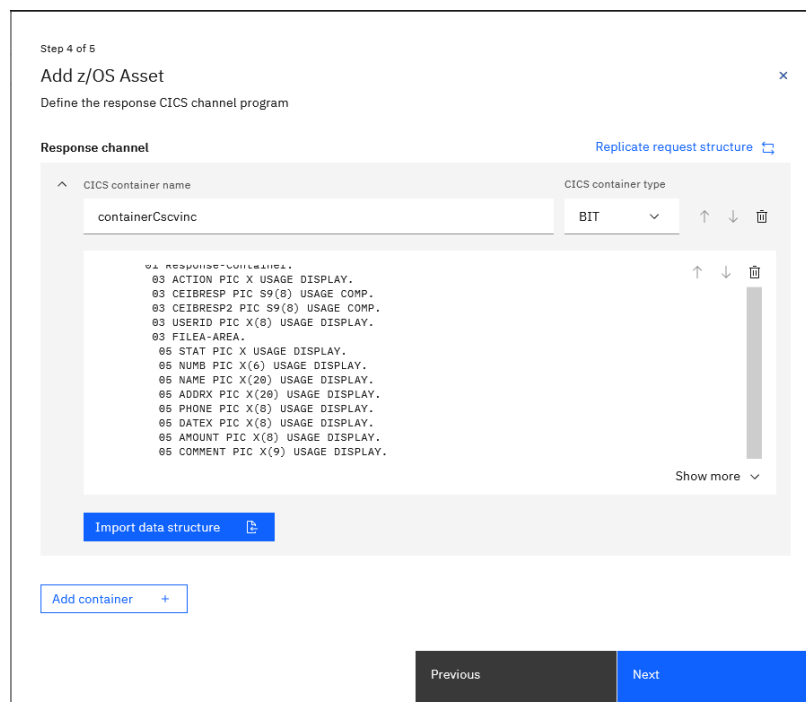 Step 4 of 5
Add z/OS Asset
Define the response CICS channel program
Response channel
Replicate request structure
CICS container name
CICS container type
containerCscvinc
BIT
01 Response-Container.
03 ACTION PIC X USAGE DISPLAY.
03 CEIBRESP PIC S9(8) USAGE COMP.
03 CEIBRESP2 PIC S9(8) USAGE COMP.
03 USERID PIC X(8) USAGE DISPLAY.
03 FILEA-AREA.
05 STAT PIC X USAGE DISPLAY.
05 NUMB PIC X(6) USAGE DISPLAY.
05 NAME PIC X(20) USAGE DISPLAY.
05 ADDRX PIC X(20) USAGE DISPLAY.
05 PHONE PIC X(8) USAGE DISPLAY.
05 DATEX PIC X(8) USAGE DISPLAY.
05 AMOUNT PIC X(8) USAGE DISPLAY.
05 COMMENT PIC X(9) USAGE DISPLAY.
Show more
Import data structure
Add container +
Previous
Next